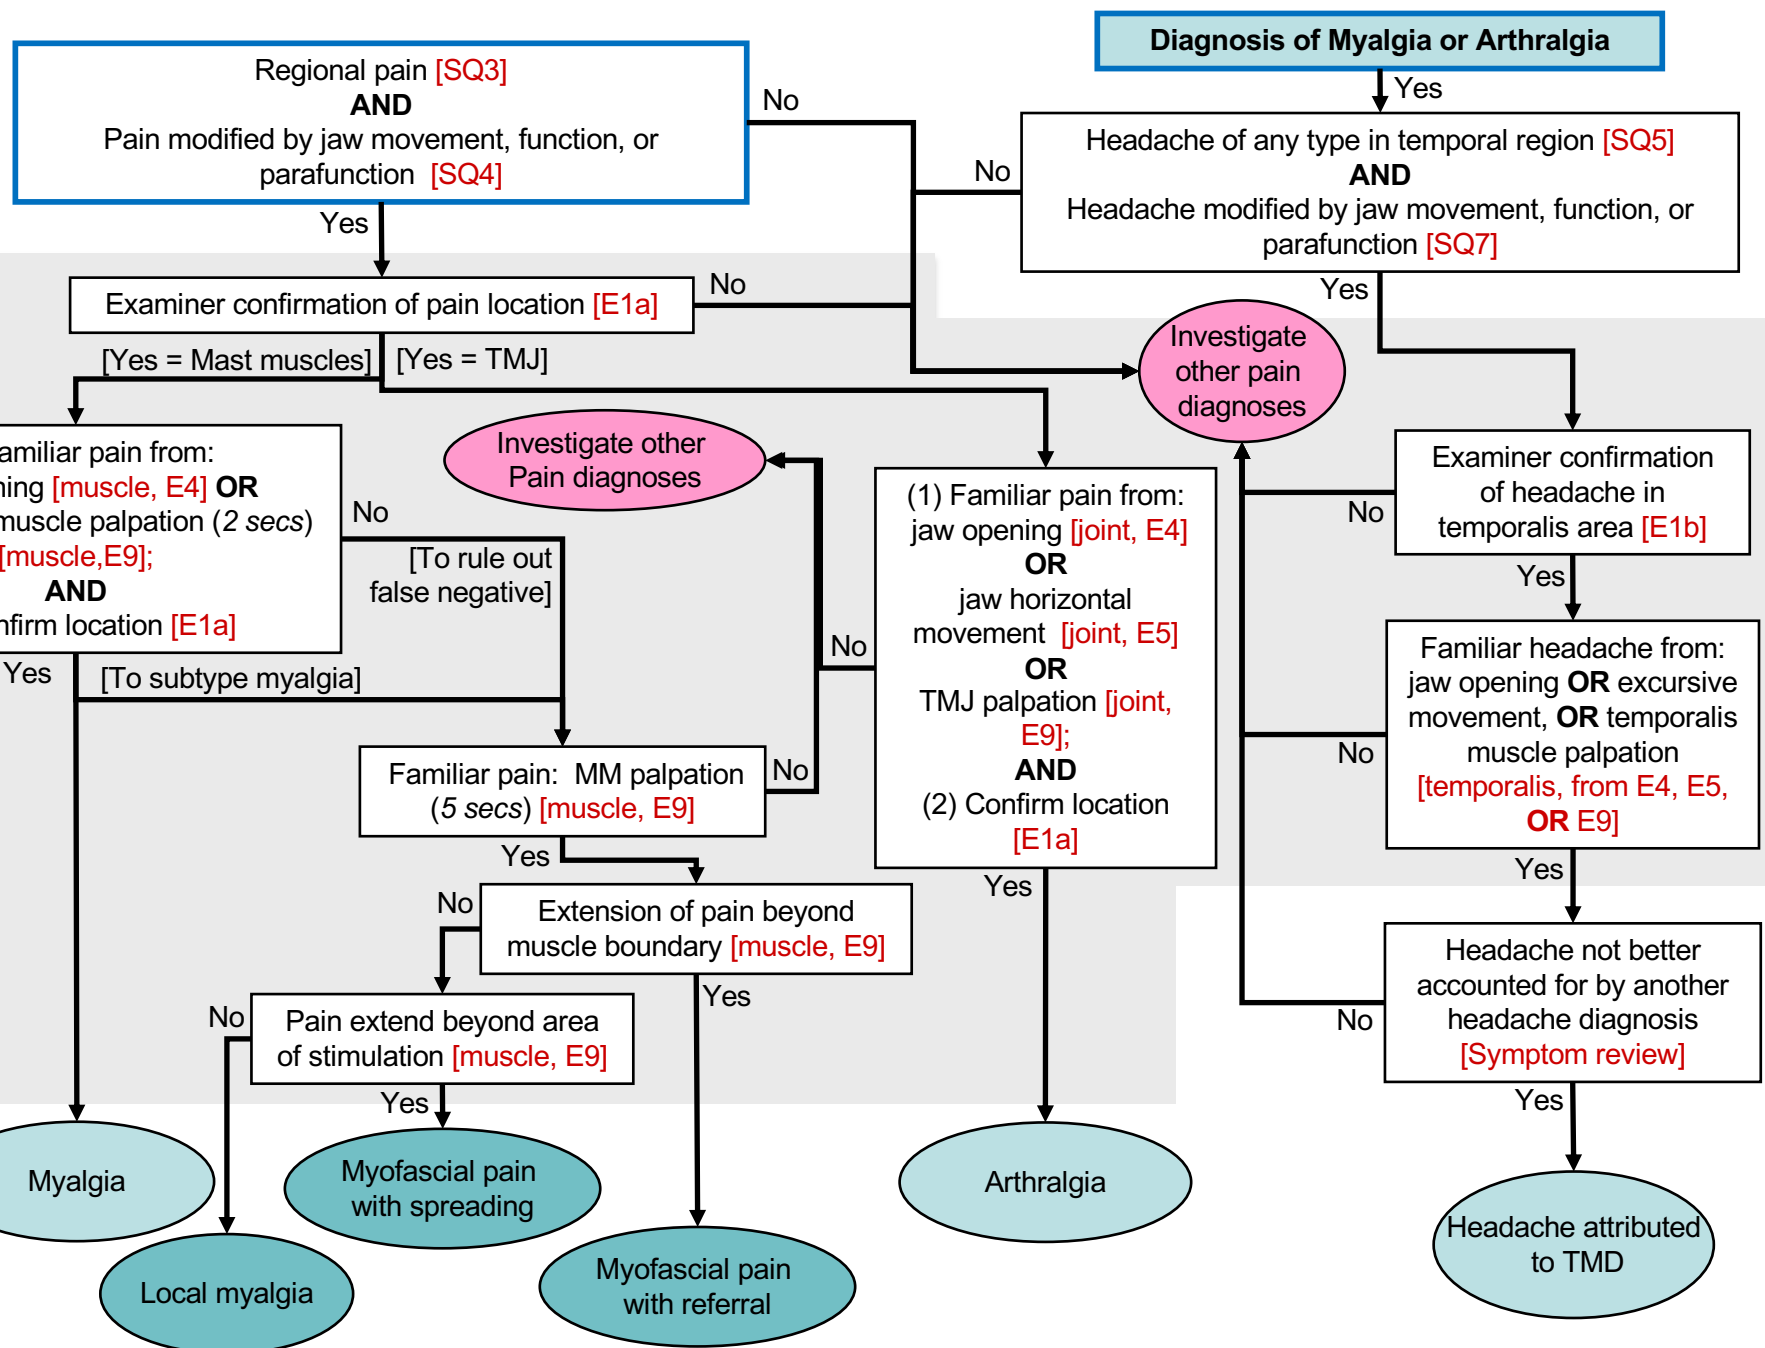 Regional pain [SQ3]
AND
Pain modified by jaw movement, function, or
parafunction [SQ4]
No
Yes
Diagnosis of Myalgia or Arthralgia
Yes
Headache of any type in temporal region [SQ5]
AND
Headache modified by jaw movement, function, or
parafunction [SQ7]
No
Yes
Examiner confirmation of pain location [E1a]
No
[Yes = Mast muscles]
[Yes = TMJ]
Investigate
other pain
diagnoses
amiliar pain from:
ning [muscle, E4] OR
muscle palpation (2 secs)
[muscle,E9];
AND
nfirm location [E1a]
No
[To rule out
false negative]
Yes
[To subtype myalgia]
Investigate other
Pain diagnoses
(1) Familiar pain from:
jaw opening [joint, E4]
OR
jaw horizontal
movement [joint, E5]
OR
TMJ palpation [joint,
E9];
AND
(2) Confirm location
[E1a]
No
Yes
Examiner confirmation
of headache in
temporalis area [E1b]
No
Yes
Familiar headache from:
jaw opening OR excursive
movement, OR temporalis
muscle palpation
[temporalis, from E4, E5,
OR E9]
No
Yes
Familiar pain: MM palpation
(5 secs) [muscle, E9]
No
Yes
Extension of pain beyond
muscle boundary [muscle, E9]
No
Yes
Pain extend beyond area
of stimulation [muscle, E9]
No
Yes
Headache not better
accounted for by another
headache diagnosis
[Symptom review]
No
Yes
Myalgia
Local myalgia
Myofascial pain
with spreading
Myofascial pain
with referral
Arthralgia
Headache attributed
to TMD